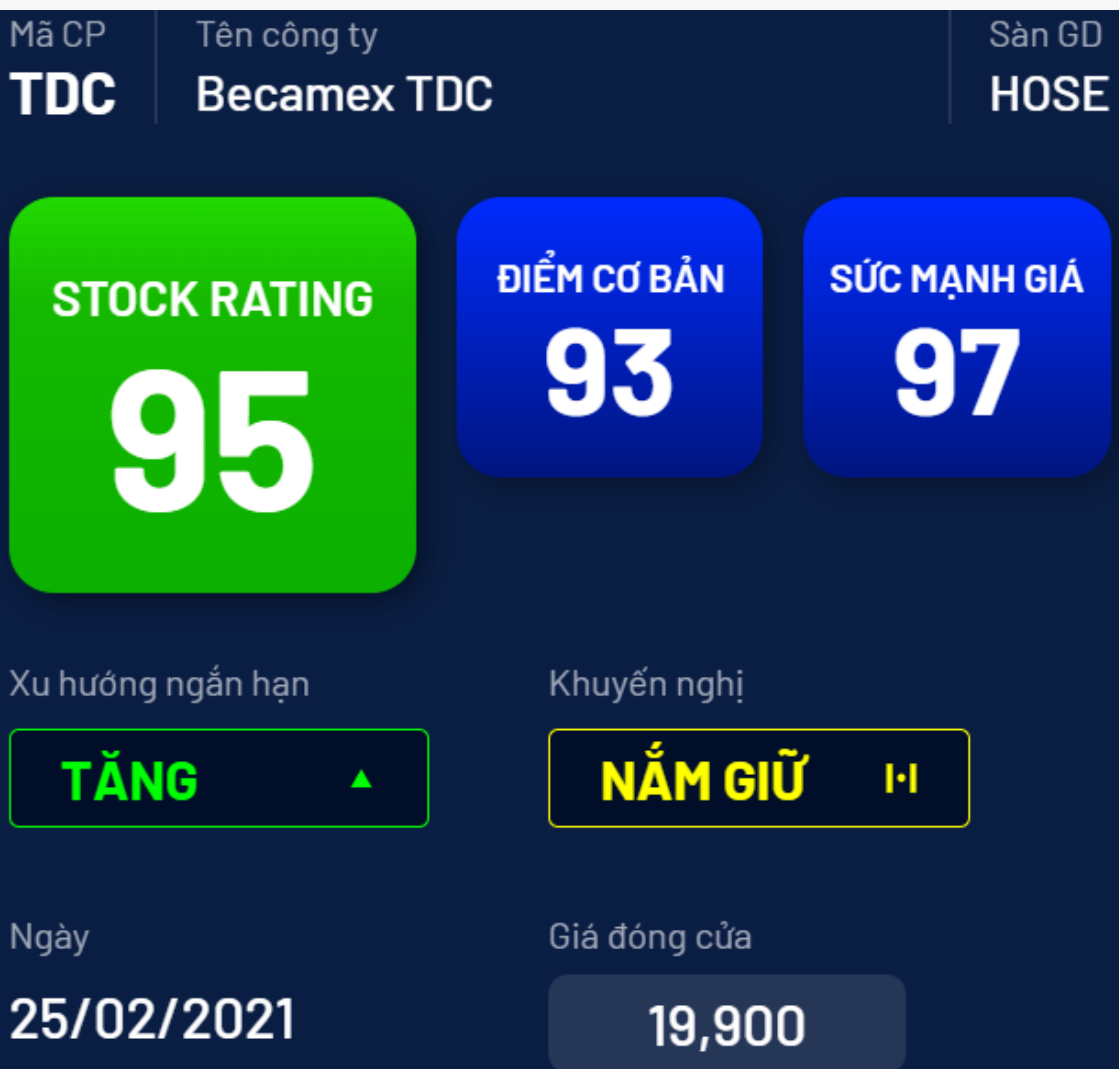 Mã CP Tên công ty Sàn GD
TDC Becamex TDC HOSE
STOCK RATING
95
ĐIỂM CƠ BẢN
93
SỨC MẠNH GIÁ
97
Xu hướng ngắn hạn Khuyến nghị
TĂNG NẮM GIỮ
Ngày Giá đóng cửa
25/02/2021 19,900